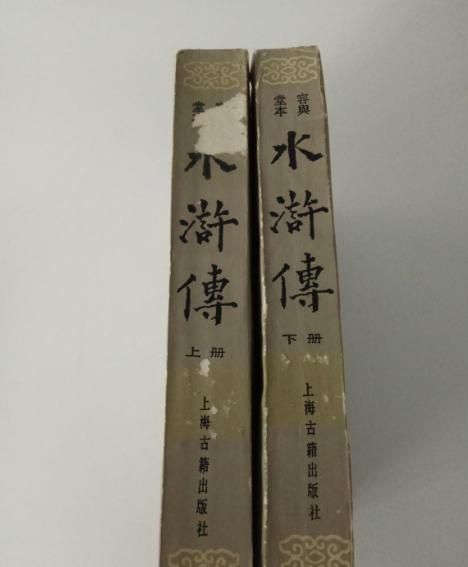 水滸傳
上册
上海古籍出版社
容與
堂本
水滸傳
下册
上海古籍出版社